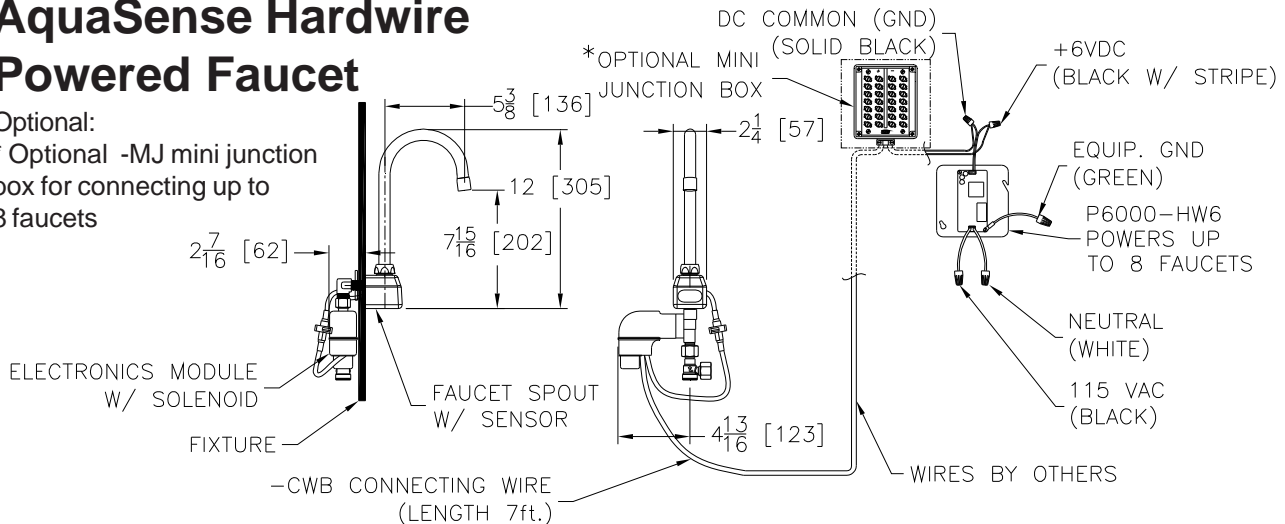 AquaSense Hardwire
Powered Faucet
Optional:
* Optional -MJ mini junction
box for connecting up to
8 faucets
5 3/8 [136]
12 [305]
7 15/16 [202]
2 7/16 [62]
ELECTRONICS MODULE
W/ SOLENOID
FIXTURE
FAUCET SPOUT
W/ SENSOR
2 1/4 [57]
4 13/16 [123]
-CWB CONNECTING WIRE
(LENGTH 7ft.)
WIRES BY OTHERS
*OPTIONAL MINI
JUNCTION BOX
DC COMMON (GND)
(SOLID BLACK)
+6VDC
(BLACK W/ STRIPE)
EQUIP. GND
(GREEN)
P6000-HW6
POWERS UP
TO 8 FAUCETS
NEUTRAL
(WHITE)
115 VAC
(BLACK)